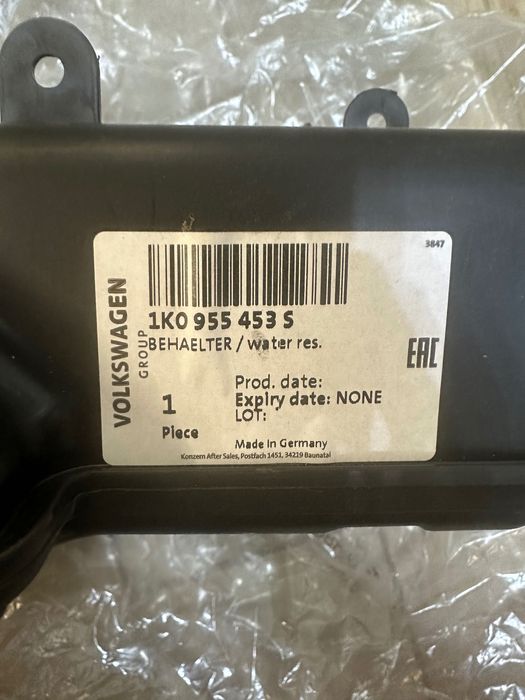 3847
VOLKSWAGEN
GROUP
1K0 955 453 S
BEHAELTER / water res.
EAC
Prod. date:
1
Expiry date: NONE
LOT:
Piece
Made in Germany
Konzern After Sales, Postfach 1451, 34219 Baunatal